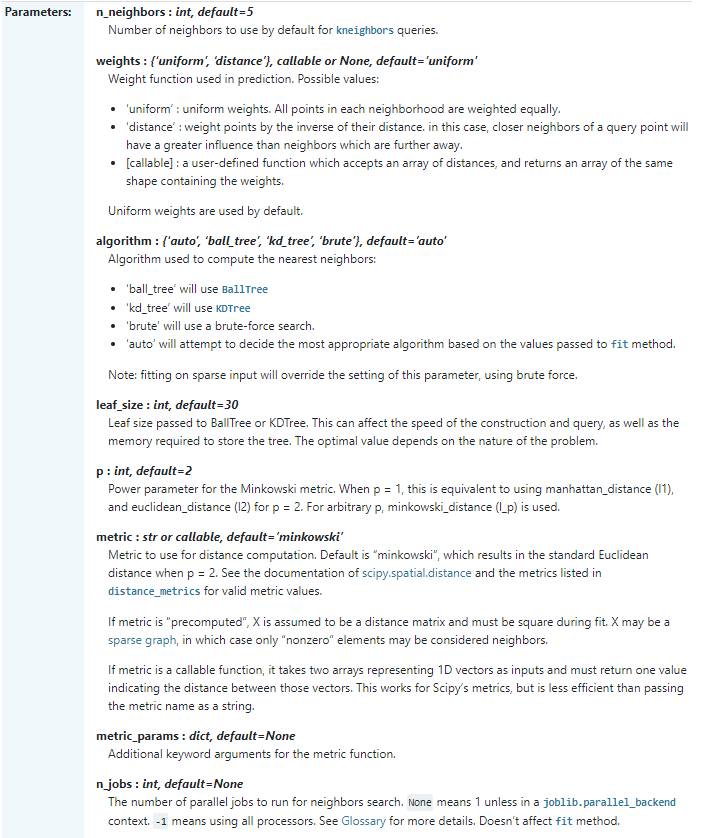 Parameters:
n_neighbors : int, default=5
Number of neighbors to use by default for kneighbors queries.
weights : {'uniform', 'distance'}, callable or None, default='uniform'
Weight function used in prediction. Possible values:
• 'uniform' : uniform weights. All points in each neighborhood are weighted equally.
• 'distance' : weight points by the inverse of their distance. in this case, closer neighbors of a query point will
have a greater influence than neighbors which are further away.
• [callable] : a user-defined function which accepts an array of distances, and returns an array of the same
shape containing the weights.
Uniform weights are used by default.
algorithm : {'auto', 'ball_tree', 'kd_tree', 'brute'}, default='auto'
Algorithm used to compute the nearest neighbors:
• 'ball_tree' will use BallTree
• 'kd_tree' will use KDTree
• 'brute' will use a brute-force search.
• 'auto' will attempt to decide the most appropriate algorithm based on the values passed to fit method.
Note: fitting on sparse input will override the setting of this parameter, using brute force.
leaf_size : int, default=30
Leaf size passed to BallTree or KDTree. This can affect the speed of the construction and query, as well as the
memory required to store the tree. The optimal value depends on the nature of the problem.
p : int, default=2
Power parameter for the Minkowski metric. When p = 1, this is equivalent to using manhattan_distance (l1),
and euclidean_distance (l2) for p = 2. For arbitrary p, minkowski_distance (l_p) is used.
metric : str or callable, default='minkowski'
Metric to use for distance computation. Default is "minkowski", which results in the standard Euclidean
distance when p = 2. See the documentation of scipy.spatial.distance and the metrics listed in
distance_metrics for valid metric values.
If metric is "precomputed", X is assumed to be a distance matrix and must be square during fit. X may be a
sparse graph, in which case only "nonzero" elements may be considered neighbors.
If metric is a callable function, it takes two arrays representing 1D vectors as inputs and must return one value
indicating the distance between those vectors. This works for Scipy's metrics, but is less efficient than passing
the metric name as a string.
metric_params : dict, default=None
Additional keyword arguments for the metric function.
n_jobs : int, default=None
The number of parallel jobs to run for neighbors search. None means 1 unless in a joblib.parallel_backend
context. -1 means using all processors. See Glossary for more details. Doesn't affect fit method.